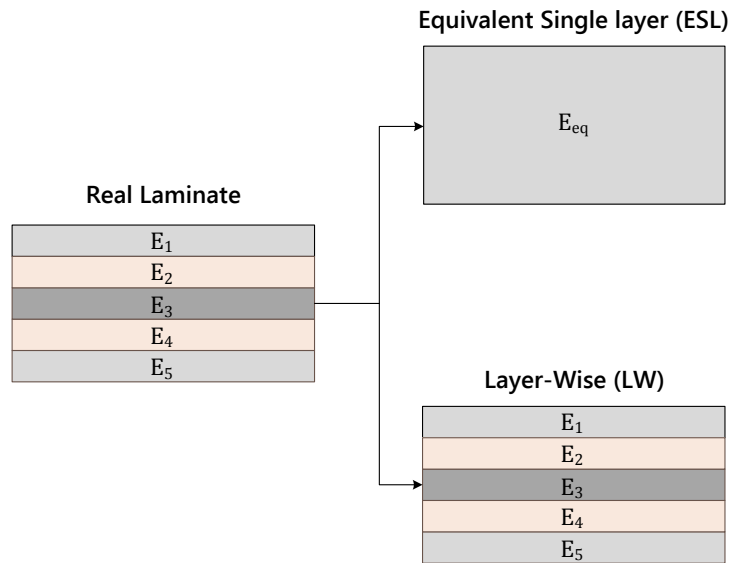 Equivalent Single layer (ESL)
E_eq
Real Laminate
E₁
E₂
E₃
E₄
E₅
Layer-Wise (LW)
E₁
E₂
E₃
E₄
E₅